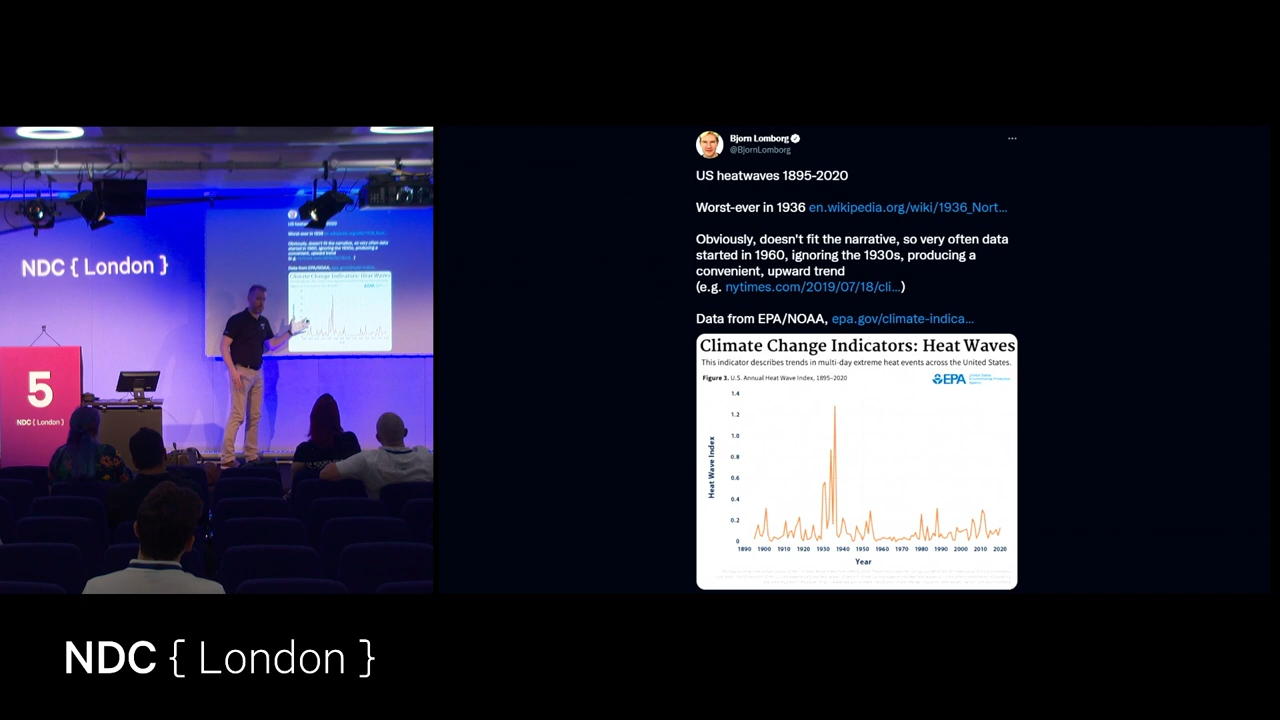 NDC { London }
5
NDC { London }
Bjorn Lomborg
@BjornLomborg
US heatwaves 1895-2020
Worst-ever in 1936 en.wikipedia.org/wiki/1936_Nort...
Obviously, doesn't fit the narrative, so very often data
started in 1960, ignoring the 1930s, producing a
convenient, upward trend
(e.g. nytimes.com/2019/07/18/cli...)
Data from EPA/NOAA, epa.gov/climate-indica...
Climate Change Indicators: Heat Waves
This indicator describes trends in multi-day extreme heat events across the United States.
Figure 3. U.S. Annual Heat Wave Index, 1895–2020
EPA
1.4
1.2
1.0
0.8
0.6
0.4
0.2
0
Heat Wave Index
1890 1900 1910 1920 1930 1940 1950 1960 1970 1980 1990 2000 2010 2020
Year
NDC { London }